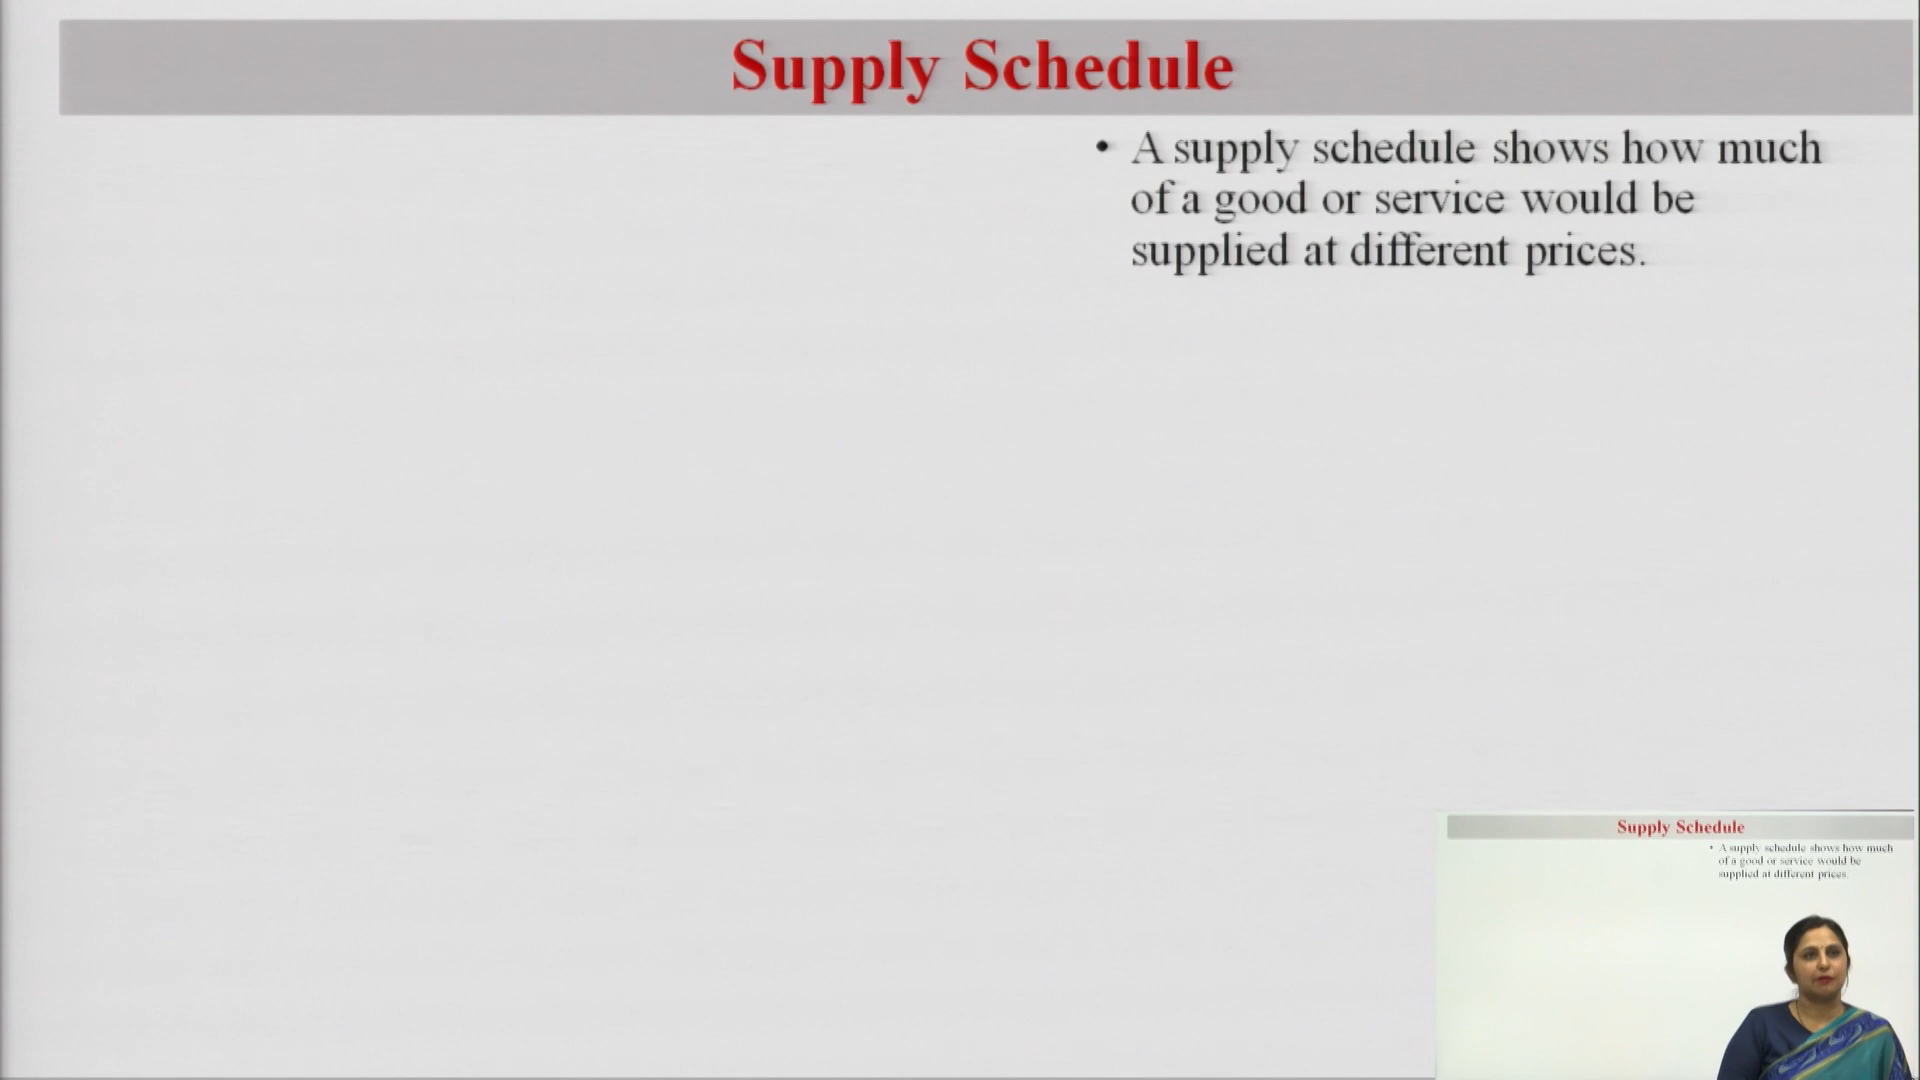 Supply Schedule
• A supply schedule shows how much
of a good or service would be
supplied at different prices.
Supply Schedule
• A supply schedule shows how much
of a good or service would be
supplied at different prices.